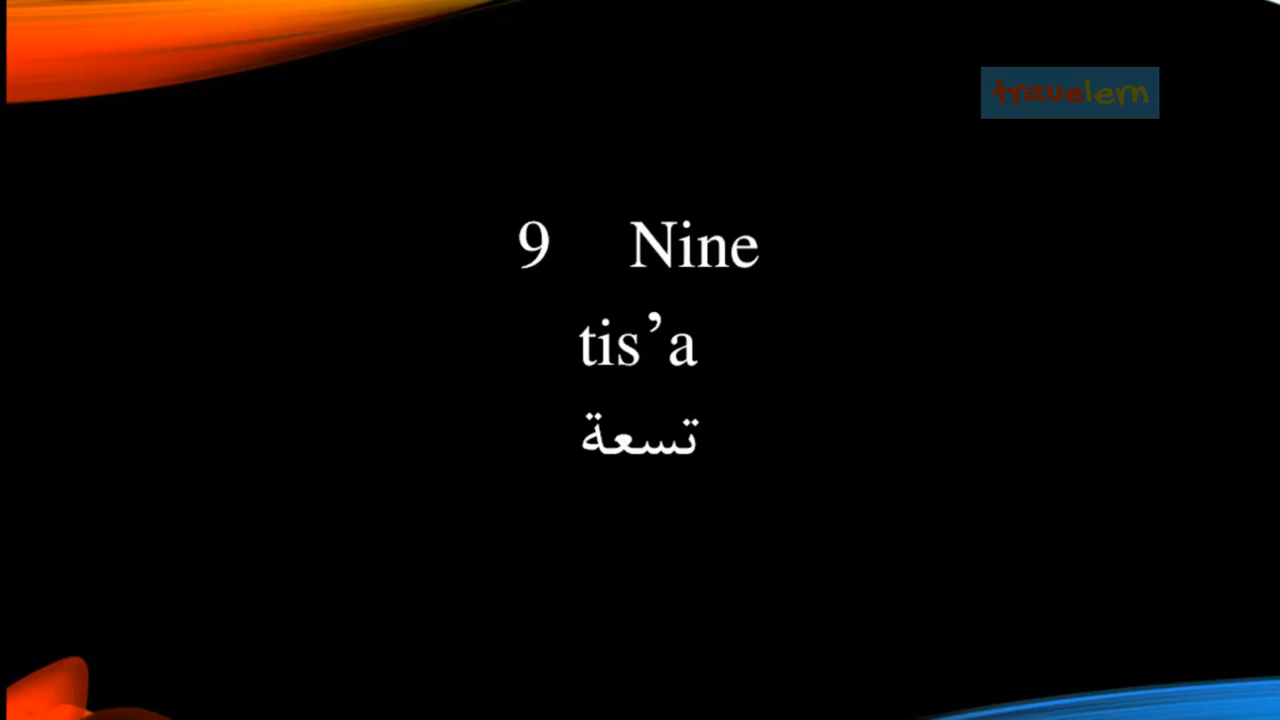 travelern
9 Nine
tis’a
تسعة